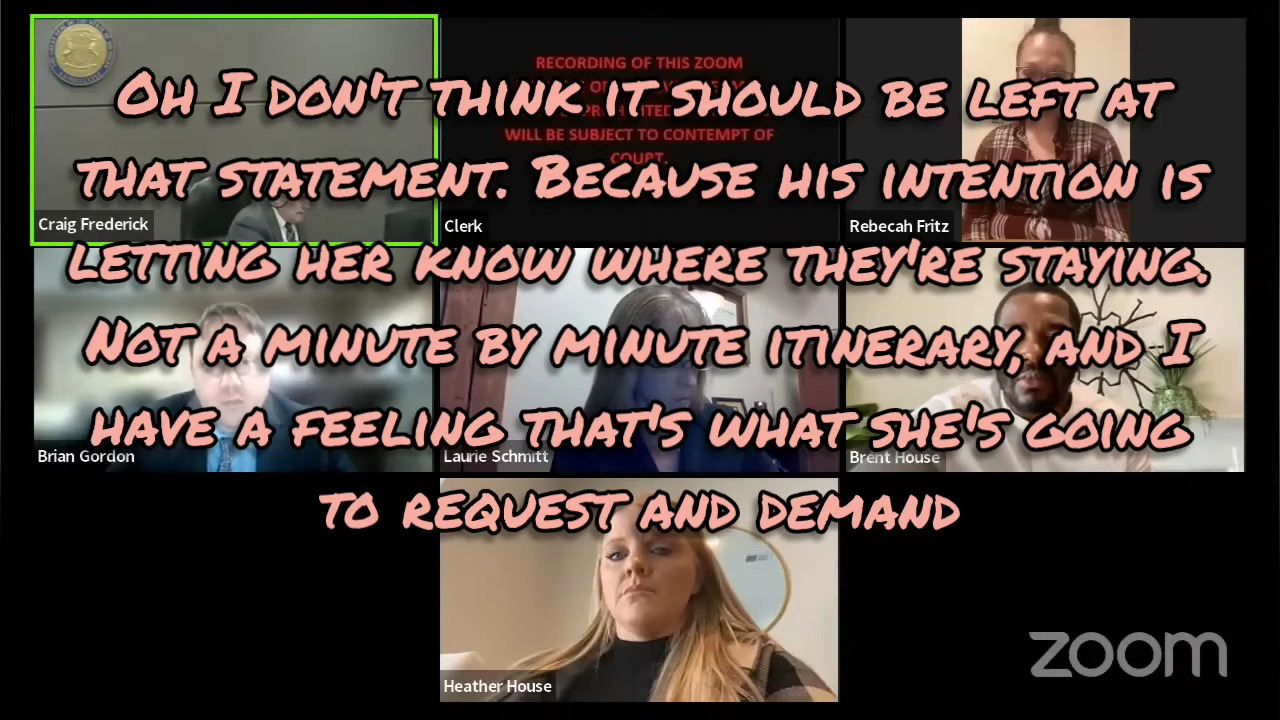 RECORDING OF THIS ZOOM
Oh I don't think it should be left at
WILL BE SUBJECT TO CONTEMPT OF
COURT.
that statement. Because his intention is
Craig Frederick
Clerk
Rebecah Fritz
letting her know where they're staying.
Not a minute by minute itinerary, and I
have a feeling that's what she's going
Brian Gordon
Laurie Schmitt
Brent House
to request and demand
zoom
Heather House